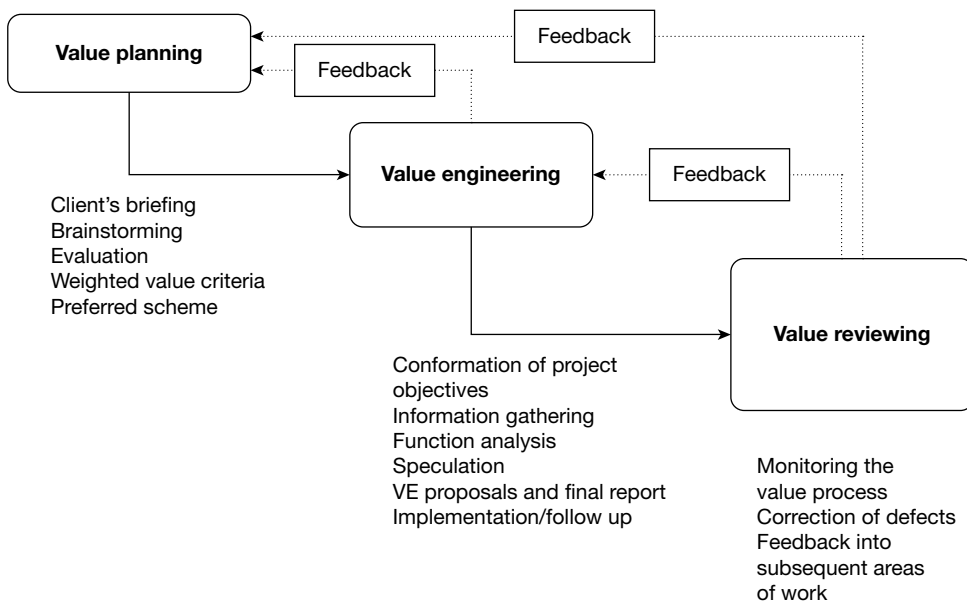 Feedback
Value planning
Feedback
Value engineering
Feedback
Client’s briefing
Brainstorming
Evaluation
Weighted value criteria
Preferred scheme
Value reviewing
Conformation of project
objectives
Information gathering
Function analysis
Speculation
VE proposals and final report
Implementation/follow up
Monitoring the
value process
Correction of defects
Feedback into
subsequent areas
of work